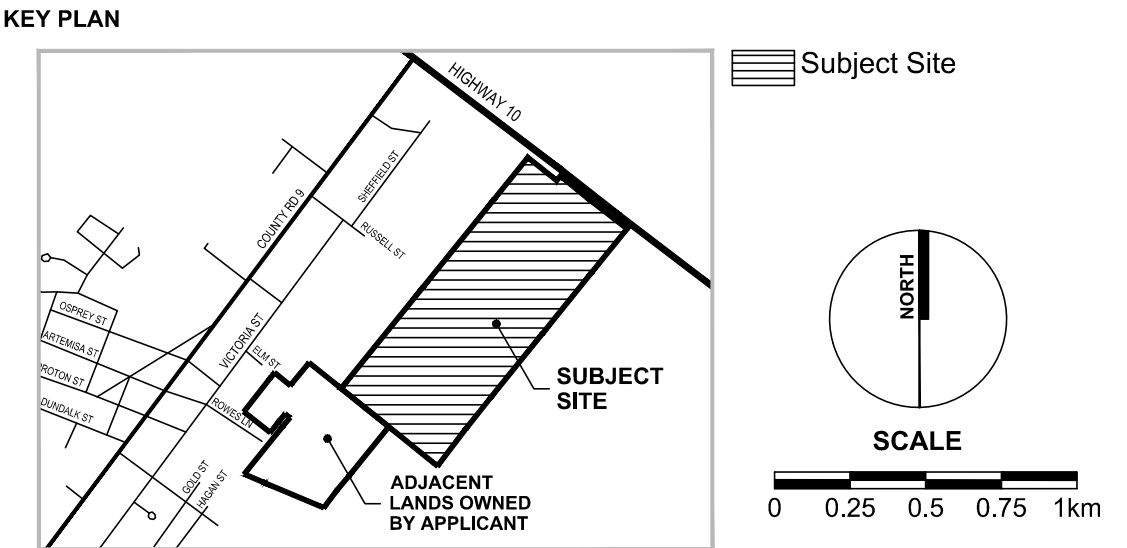 KEY PLAN
HIGHWAY 10
Subject Site
SHEFFIELD ST
COUNTY RD 9
RUSSELL ST
NORTH
OSPREY ST
ARTEMISA ST
VICTORIA ST
ELM ST
ROTON ST
DUNDALK ST
ROWES LN
SUBJECT
SITE
SCALE
GOLD ST
HAGAN ST
ADJACENT
LANDS OWNED
BY APPLICANT
0 0.25 0.5 0.75 1km